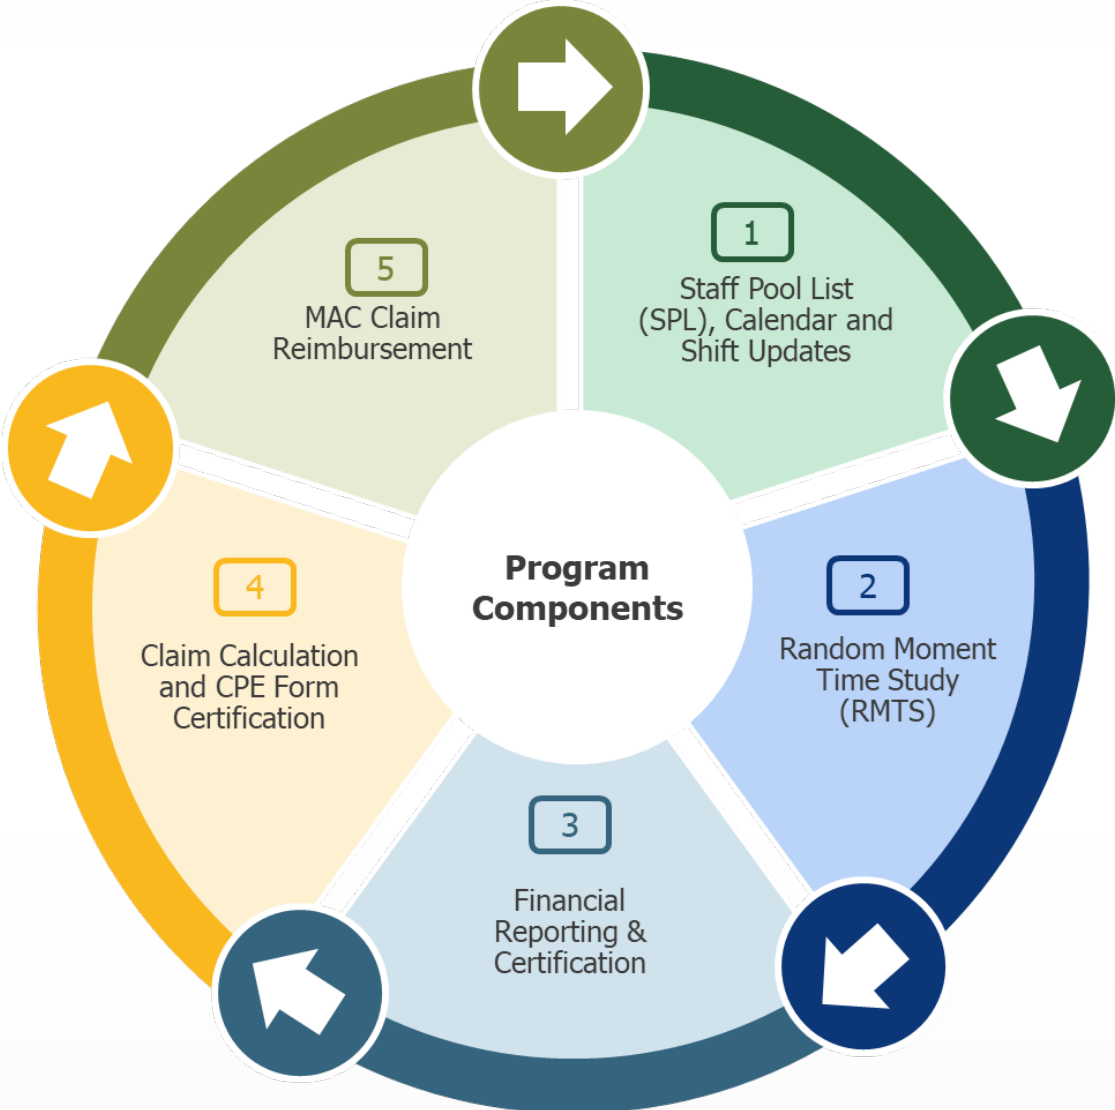 Program
Components
1
Staff Pool List
(SPL), Calendar and
Shift Updates
2
Random Moment
Time Study
(RMTS)
3
Financial
Reporting &
Certification
4
Claim Calculation
and CPE Form
Certification
5
MAC Claim
Reimbursement